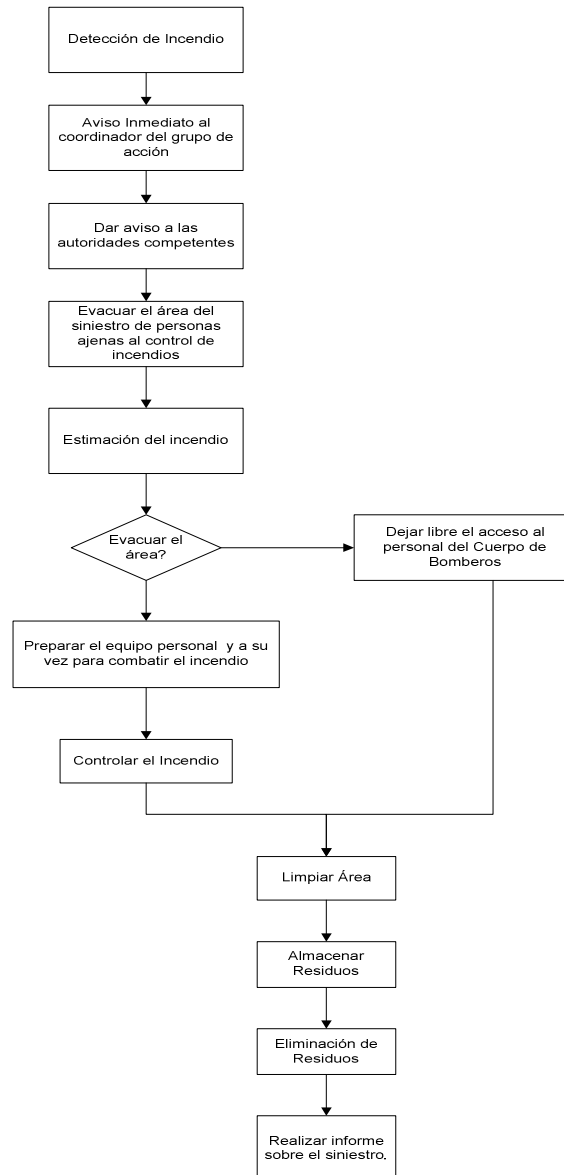 Detección de Incendio
Aviso Inmediato al
coordinador del grupo de
acción
Dar aviso a las
autoridades competentes
Evacuar el área del
siniestro de personas
ajenas al control de
incendios
Estimación del incendio
Evacuar el
área?
Dejar libre el acceso al
personal del Cuerpo de
Bomberos
Preparar el equipo personal y a su
vez para combatir el incendio
Controlar el Incendio
Limpiar Área
Almacenar
Residuos
Eliminación de
Residuos
Realizar informe
sobre el siniestro.